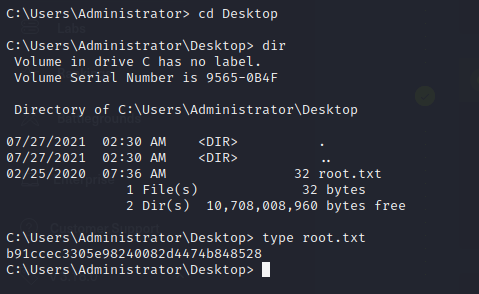 C:\Users\Administrator> cd Desktop
C:\Users\Administrator\Desktop> dir
 Volume in drive C has no label.
 Volume Serial Number is 9565-0B4F
 Directory of C:\Users\Administrator\Desktop
07/27/2021  02:30 AM    <DIR>          .
07/27/2021  02:30 AM    <DIR>          ..
02/25/2020  07:36 AM                32 root.txt
               1 File(s)             32 bytes
               2 Dir(s)  10,708,008,960 bytes free
C:\Users\Administrator\Desktop> type root.txt
b91ccec3305e98240082d4474b848528
C:\Users\Administrator\Desktop>